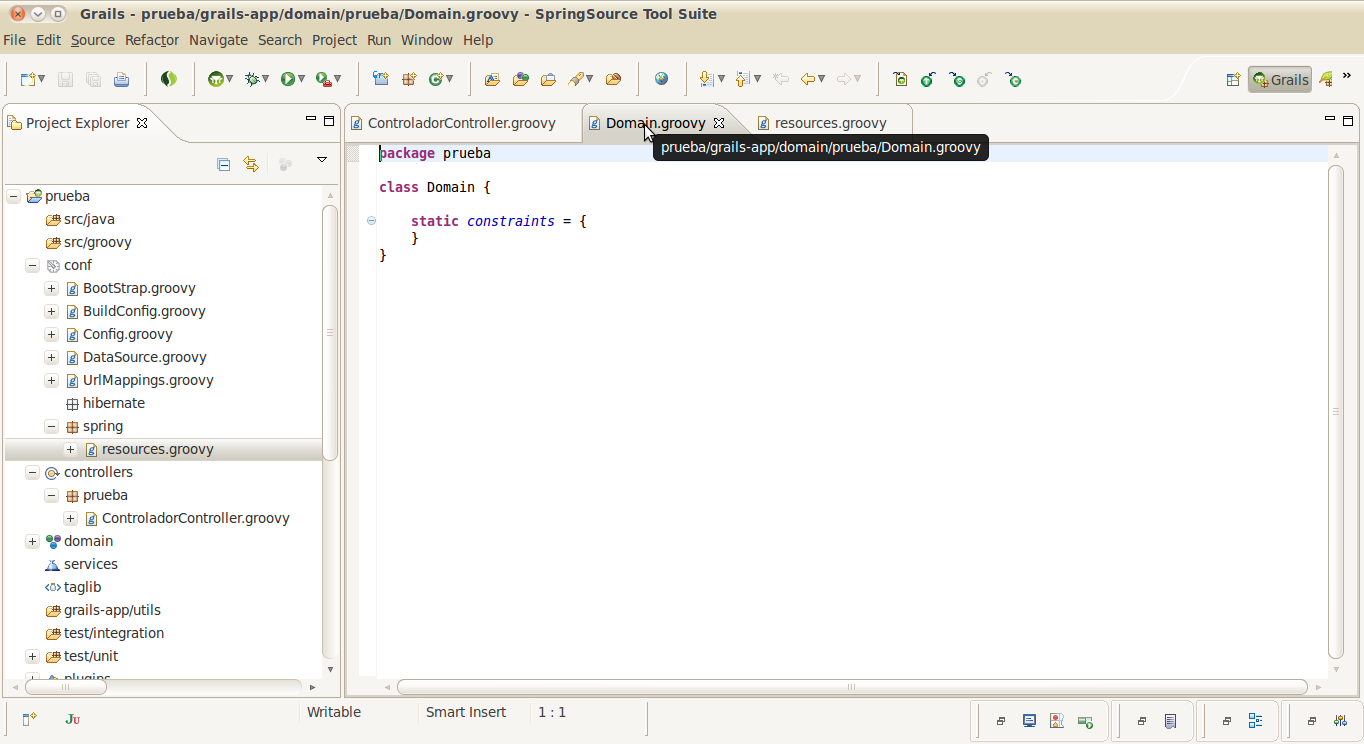 Grails - prueba/grails-app/domain/prueba/Domain.groovy - SpringSource Tool Suite
File Edit Source Refactor Navigate Search Project Run Window Help
Grails
Project Explorer
ControladorController.groovy Domain.groovy resources.groovy
prueba/grails-app/domain/prueba/Domain.groovy
package prueba
class Domain {
static constraints = {
}
}
prueba
src/java
src/groovy
conf
BootStrap.groovy
BuildConfig.groovy
Config.groovy
DataSource.groovy
UrlMappings.groovy
hibernate
spring
resources.groovy
controllers
prueba
ControladorController.groovy
domain
services
taglib
grails-app/utils
test/integration
test/unit
plugins
Writable Smart Insert 1 : 1